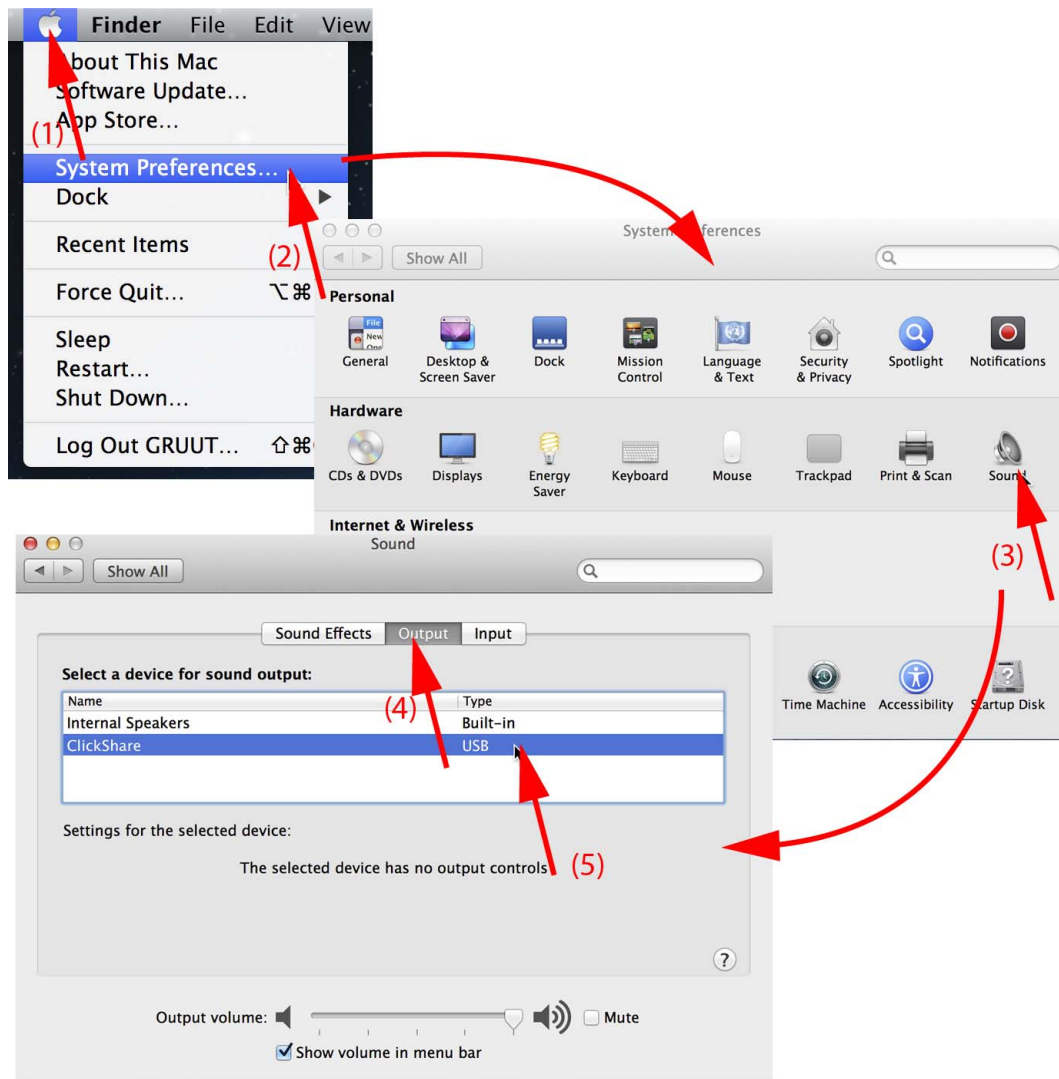 Finder File Edit View
About This Mac
Software Update...
App Store...
(1)
System Preferences...
Dock
Recent Items
(2)
Force Quit... ⌥⌘
Sleep
Restart...
Shut Down...
Log Out GRUUT... ⇧⌘
System Preferences
Show All
Personal
File
New
General
Desktop &
Screen Saver
Dock
Mission
Control
Language
& Text
Security
& Privacy
Spotlight
Notifications
Hardware
CDs & DVDs
Displays
Energy
Saver
Keyboard
Mouse
Trackpad
Print & Scan
Sound
Internet & Wireless
(3)
Time Machine
Accessibility
Startup Disk
Sound
Show All
Sound Effects Output Input
Select a device for sound output:
Name Type
(4)
Internal Speakers Built-in
ClickShare USB
Settings for the selected device:
The selected device has no output controls
(5)
?
Output volume: Mute
Show volume in menu bar